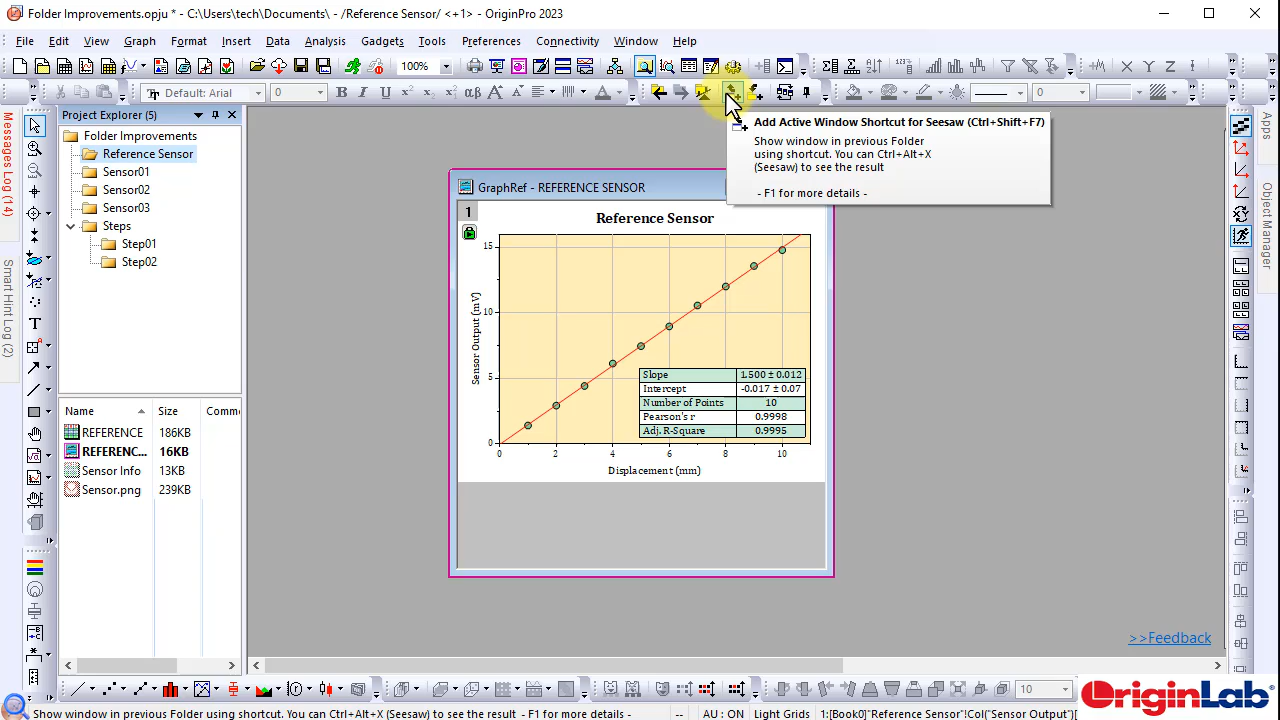 Folder Improvements.opju * - C:\Users\tech\Documents\ - /Reference Sensor/ <+1> - OriginPro 2023
File Edit View Graph Format Insert Data Analysis Gadgets Tools Preferences Connectivity Window Help
100%
Default: Arial 0 B I U
0
Project Explorer (5)
Messages Log (14)
Smart Hint Log (2)
Folder Improvements
Reference Sensor
Sensor01
Sensor02
Sensor03
Steps
Step01
Step02
Name Size Comme
REFERENCE 186KB
REFERENC... 16KB
Sensor Info 13KB
Sensor.png 239KB
Add Active Window Shortcut for Seesaw (Ctrl+Shift+F7)
Show window in previous Folder
using shortcut. You can Ctrl+Alt+X
(Seesaw) to see the result
- F1 for more details -
GraphRef - REFERENCE SENSOR
1
Reference Sensor
15
10
5
0
Sensor Output (mV)
0 2 4 6 8 10
Displacement (mm)
Slope 1.500 ± 0.012
Intercept -0.017 ± 0.07
Number of Points 10
Pearson's r 0.9998
Adj. R-Square 0.9995
Apps
Object Manager
>>Feedback
10
OriginLab®
Show window in previous Folder using shortcut. You can Ctrl+Alt+X (Seesaw) to see the result - F1 for more details - -- AU : ON Light Grids 1:[Book0]"Reference Sensor"!Col("Sensor Output")[